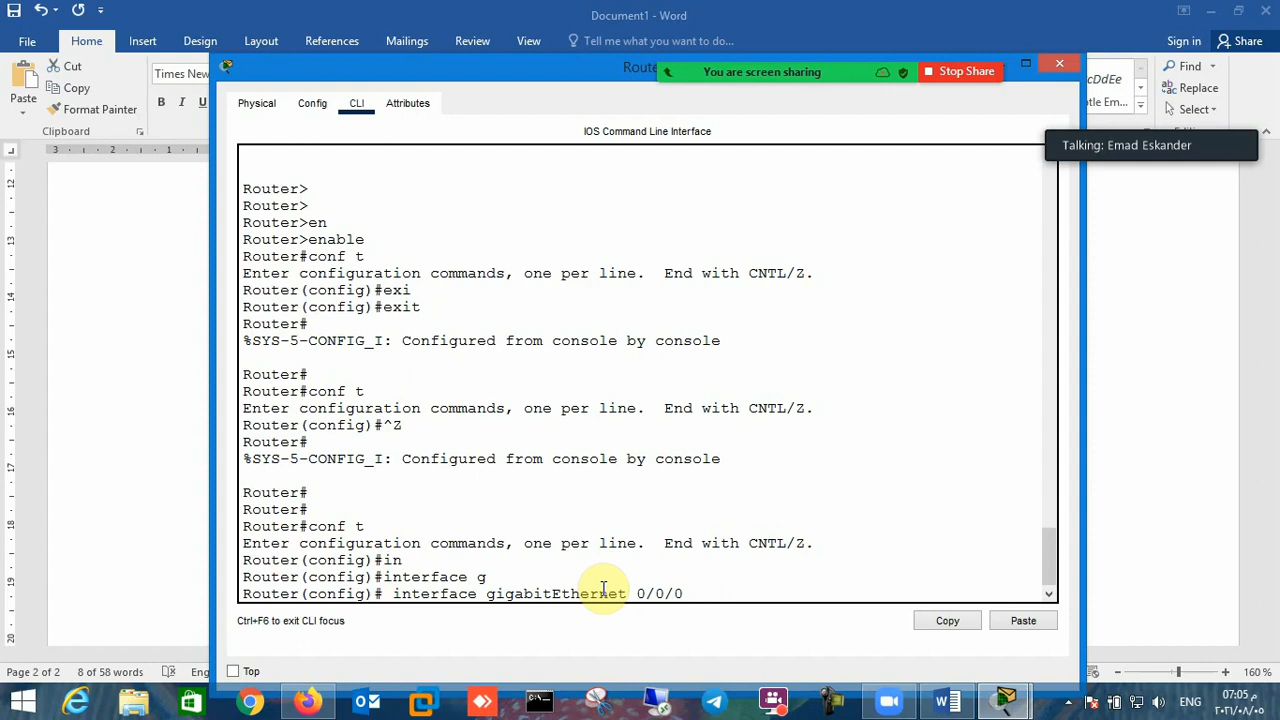 Document1 - Word
Sign in
Share
File
Home
Insert
Design
Layout
References
Mailings
Review
View
Tell me what you want to do...
Paste
Cut
Copy
Format Painter
Clipboard
Times New
Find
Replace
Select
Router
You are screen sharing
Stop Share
Talking: Emad Eskander
Physical
Config
CLI
Attributes
IOS Command Line Interface
Router>
Router>
Router>en
Router>enable
Router#conf t
Enter configuration commands, one per line.  End with CNTL/Z.
Router(config)#exi
Router(config)#exit
Router#
%SYS-5-CONFIG_I: Configured from console by console
Router#
Router#conf t
Enter configuration commands, one per line.  End with CNTL/Z.
Router(config)#^Z
Router#
%SYS-5-CONFIG_I: Configured from console by console
Router#
Router#
Router#conf t
Enter configuration commands, one per line.  End with CNTL/Z.
Router(config)#in
Router(config)#interface g
Router(config)# interface gigabitEthernet 0/0/0
Ctrl+F6 to exit CLI focus
Copy
Paste
Top
Page 2 of 2
8 of 58 words
160 %
ENG
07:05 م